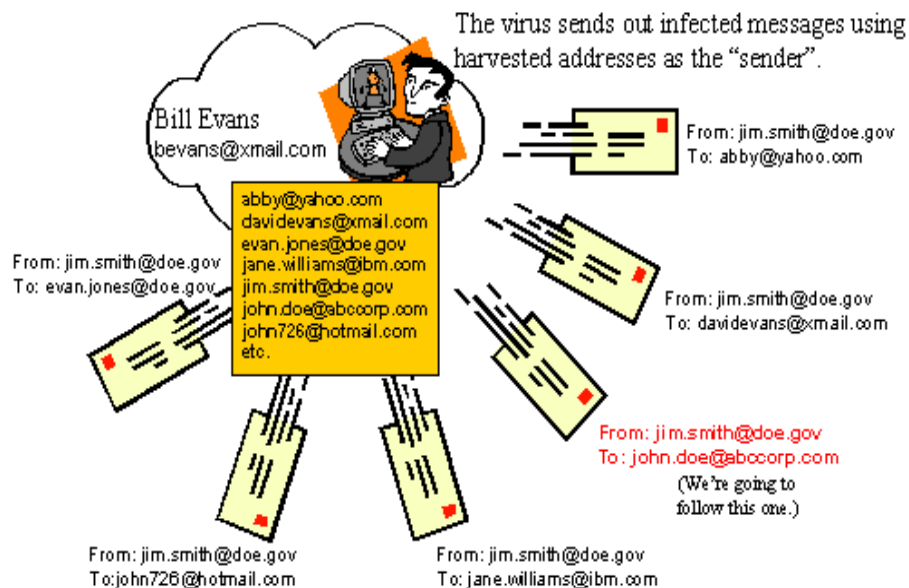 The virus sends out infected messages using
harvested addresses as the “sender”.
Bill Evans
bevans@xmail.com
From: jim.smith@doe.gov
To: abby@yahoo.com
abby@yahoo.com
davidevans@xmail.com
evan.jones@doe.gov
jane.williams@ibm.com
jim.smith@doe.gov
john.doe@abccorp.com
john726@hotmail.com
etc.
From: jim.smith@doe.gov
To: evan.jones@doe.gov
From: jim.smith@doe.gov
To: davidevans@xmail.com
From: jim.smith@doe.gov
To: john.doe@abccorp.com
(We’re going to
follow this one.)
From: jim.smith@doe.gov
To:john726@hotmail.com
From: jim.smith@doe.gov
To: jane.williams@ibm.com